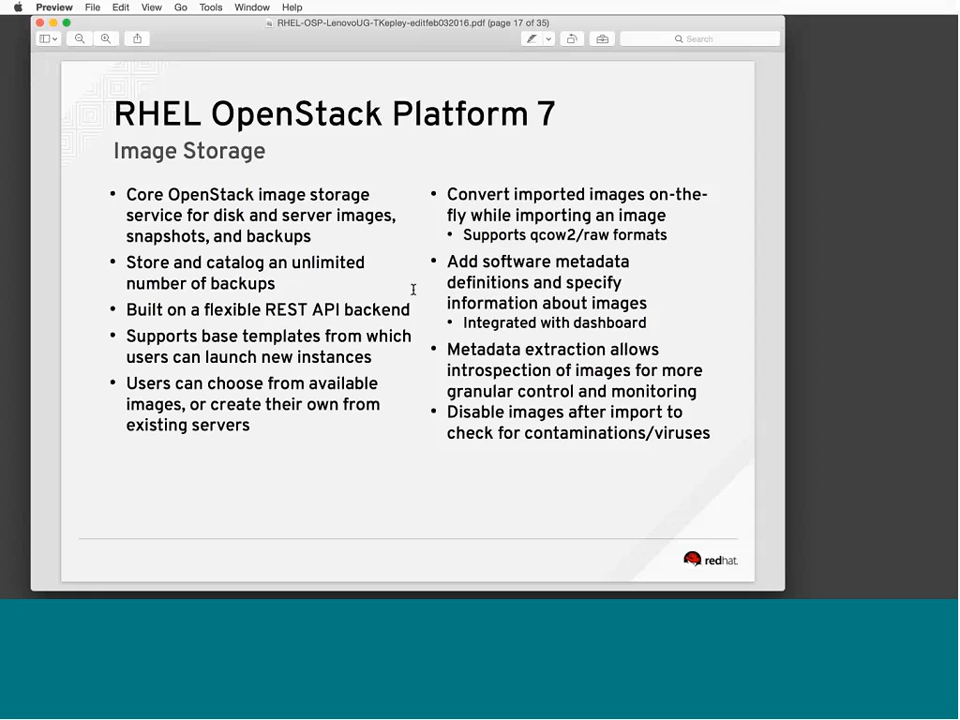 Preview File Edit View Go Tools Window Help
RHEL-OSP-LenovoUG-TKepley-editfeb032016.pdf (page 17 of 35)
Search
RHEL OpenStack Platform 7
Image Storage
• Core OpenStack image storage
service for disk and server images,
snapshots, and backups
• Store and catalog an unlimited
number of backups
• Built on a flexible REST API backend
• Supports base templates from which
users can launch new instances
• Users can choose from available
images, or create their own from
existing servers
• Convert imported images on-the-
fly while importing an image
• Supports qcow2/raw formats
• Add software metadata
definitions and specify
information about images
• Integrated with dashboard
• Metadata extraction allows
introspection of images for more
granular control and monitoring
• Disable images after import to
check for contaminations/viruses
redhat.